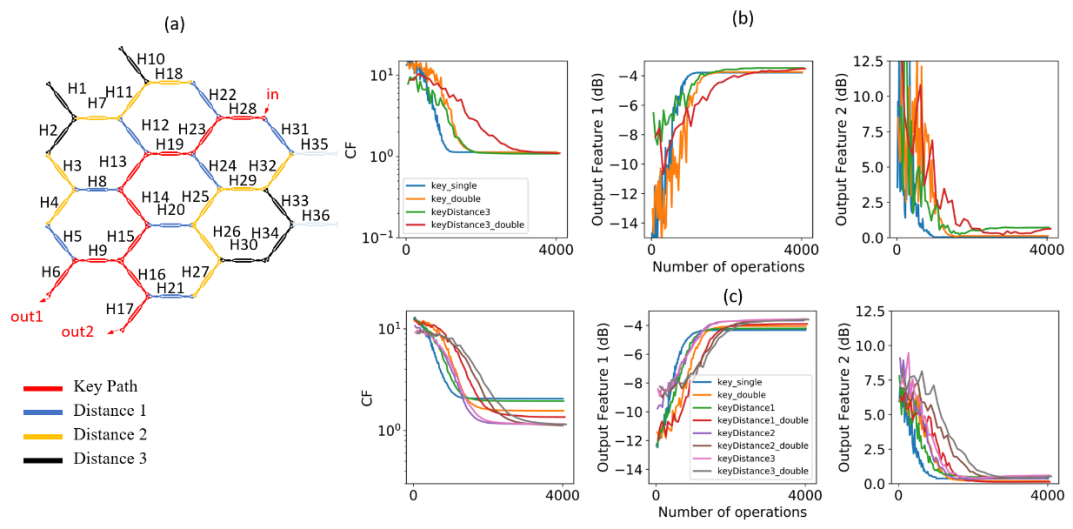 (a)
H10
H18
H1
H11
H7
H22
H28
in
H2
H12
H23
H31
H19
H35
H3
H13
H24
H32
H8
H29
H4
H14
H25
H33
H20
H36
H5
H15
H26
H34
H9
H30
H6
H16
H27
H21
out1
H17
out2
Key Path
Distance 1
Distance 2
Distance 3
(b)
CF
10¹
10⁰
10⁻¹
0
4000
key_single
key_double
keyDistance3
keyDistance3_double
Output Feature 1 (dB)
−4
−6
−8
−10
−12
−14
0
4000
Number of operations
Output Feature 2 (dB)
12.5
10.0
7.5
5.0
2.5
0.0
0
4000
(c)
CF
10¹
10⁰
0
4000
Output Feature 1 (dB)
−4
−6
−8
−10
−12
−14
0
4000
Number of operations
key_single
key_double
keyDistance1
keyDistance1_double
keyDistance2
keyDistance2_double
keyDistance3
keyDistance3_double
Output Feature 2 (dB)
12.5
10.0
7.5
5.0
2.5
0.0
0
4000